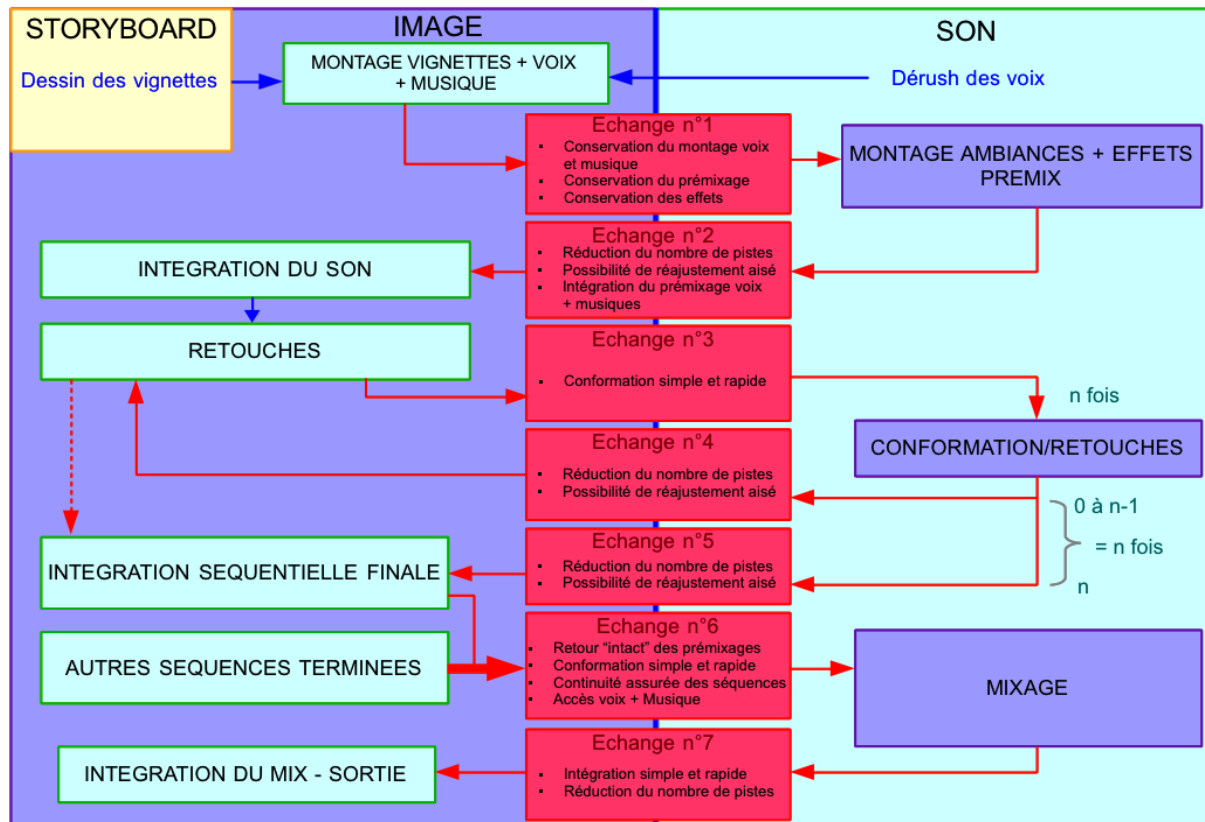 STORYBOARD
IMAGE
SON
Dessin des vignettes
MONTAGE VIGNETTES + VOIX
+ MUSIQUE
Dérush des voix
Echange n°1
▪ Conservation du montage voix
et musique
▪ Conservation du prémixage
▪ Conservation des effets
MONTAGE AMBIANCES + EFFETS
PREMIX
Echange n°2
▪ Réduction du nombre de pistes
▪ Possibilité de réajustement aisé
▪ Intégration du prémixage voix
+ musiques
INTÉGRATION DU SON
RETOUCHES
Echange n°3
▪ Conformation simple et rapide
n fois
CONFORMATION/RETOUCHES
Echange n°4
▪ Réduction du nombre de pistes
▪ Possibilité de réajustement aisé
0 à n-1
= n fois
n
Echange n°5
▪ Réduction du nombre de pistes
▪ Possibilité de réajustement aisé
INTÉGRATION SÉQUENTIELLE FINALE
Echange n°6
▪ Retour “intact” des prémixages
▪ Conformation simple et rapide
▪ Continuité assurée des séquences
▪ Accès voix + Musique
AUTRES SEQUENCES TERMINEES
MIXAGE
Echange n°7
▪ Intégration simple et rapide
▪ Réduction du nombre de pistes
INTEGRATION DU MIX - SORTIE